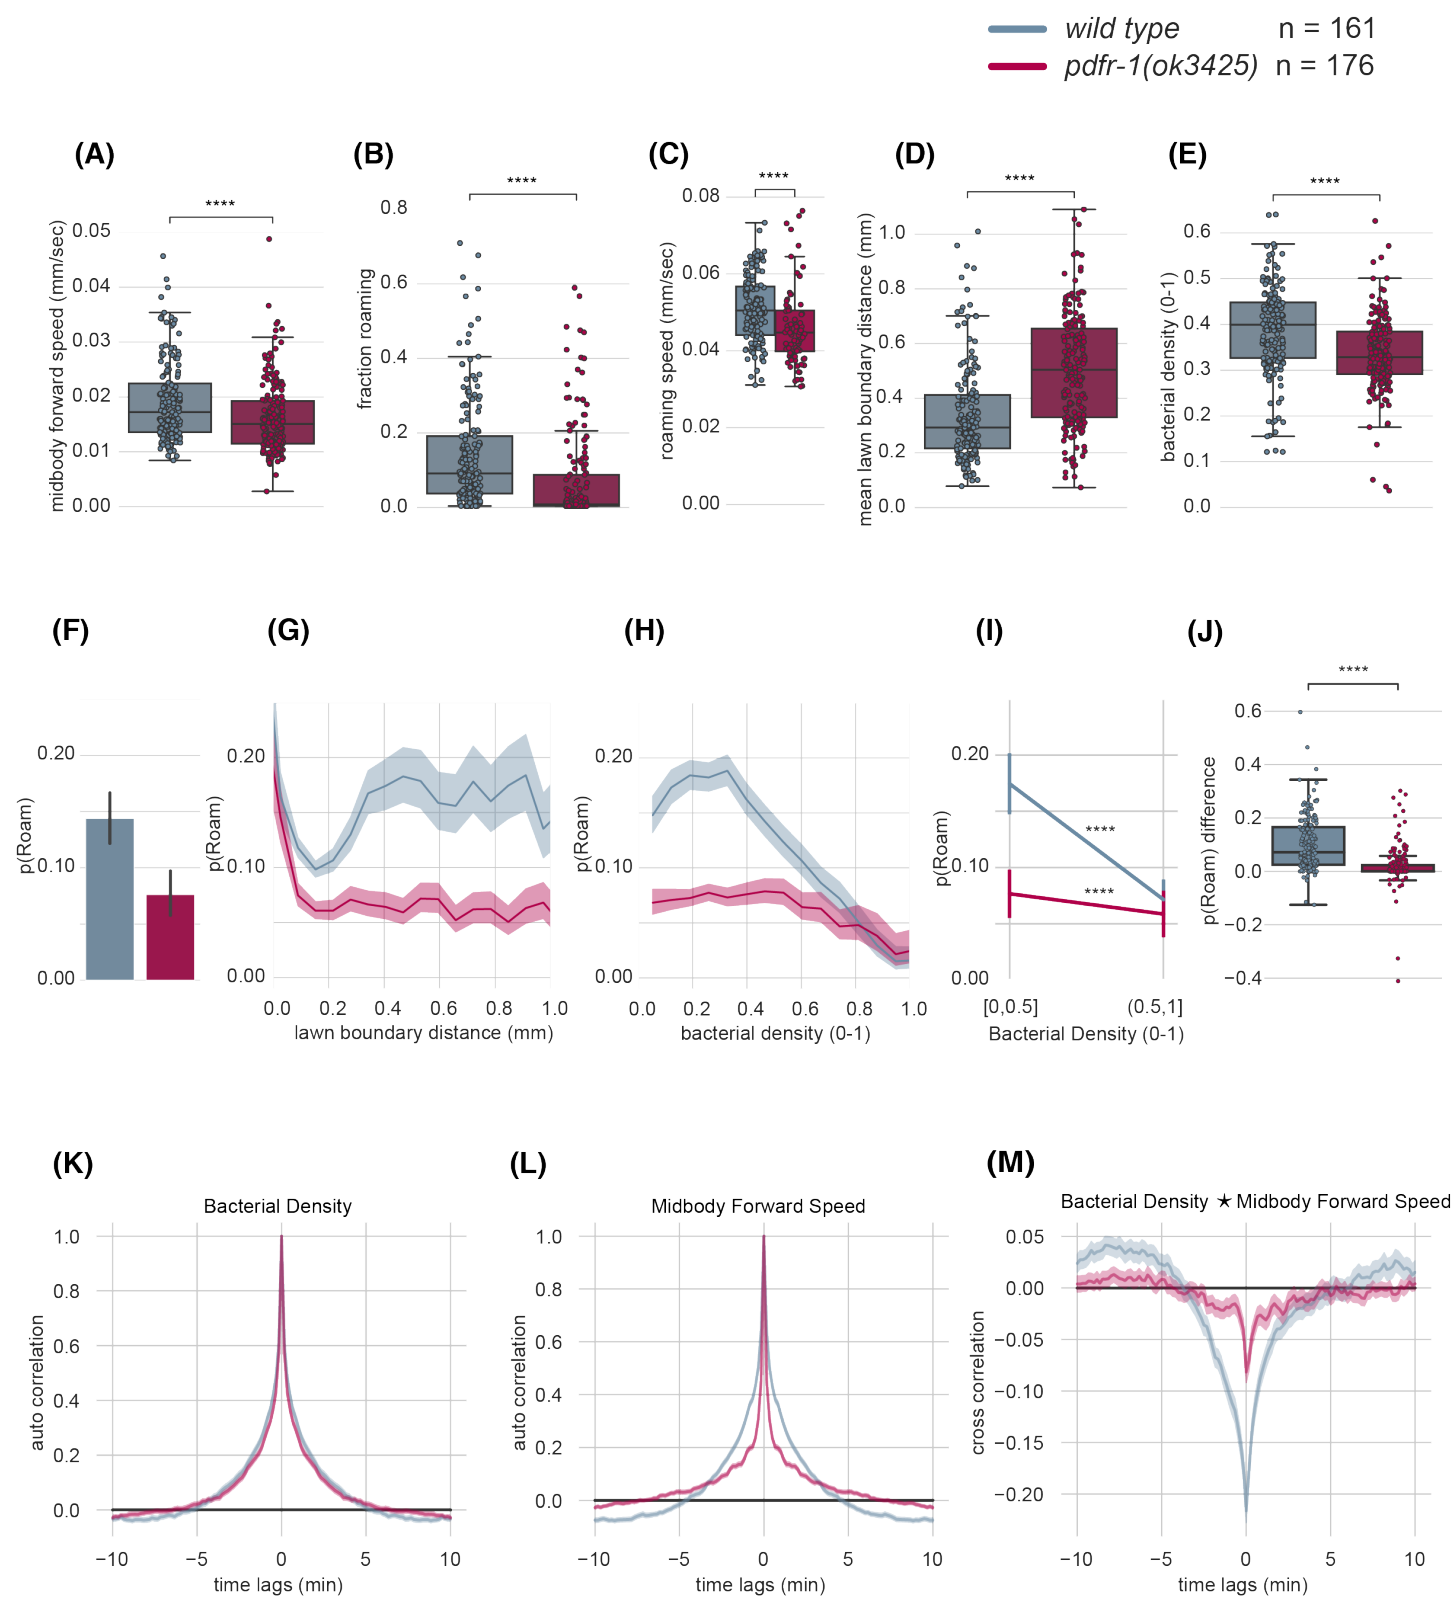 wild type n = 161
pdfr-1(ok3425) n = 176
(A)
****
midbody forward speed (mm/sec)
0.05
0.04
0.03
0.02
0.01
0.00
(B)
****
fraction roaming
0.8
0.6
0.4
0.2
0.0
(C)
****
roaming speed (mm/sec)
0.08
0.06
0.04
0.02
0.00
(D)
****
mean lawn boundary distance (mm)
1.0
0.8
0.6
0.4
0.2
0.0
(E)
****
bacterial density (0-1)
0.6
0.5
0.4
0.3
0.2
0.1
0.0
(F)
p(Roam)
0.20
0.10
0.00
(G)
p(Roam)
0.20
0.10
0.00
0.0 0.2 0.4 0.6 0.8 1.0
lawn boundary distance (mm)
(H)
p(Roam)
0.20
0.10
0.00
0.0 0.2 0.4 0.6 0.8 1.0
bacterial density (0-1)
(I)
p(Roam)
0.20
0.10
0.00
****
****
[0,0.5] (0.5,1]
Bacterial Density (0-1)
(J)
****
p(Roam) difference
0.6
0.4
0.2
0.0
−0.2
−0.4
(K)
Bacterial Density
auto correlation
1.0
0.8
0.6
0.4
0.2
0.0
−10 −5 0 5 10
time lags (min)
(L)
Midbody Forward Speed
auto correlation
1.0
0.8
0.6
0.4
0.2
0.0
−10 −5 0 5 10
time lags (min)
(M)
Bacterial Density ★ Midbody Forward Speed
cross correlation
0.05
0.00
−0.05
−0.10
−0.15
−0.20
−10 −5 0 5 10
time lags (min)